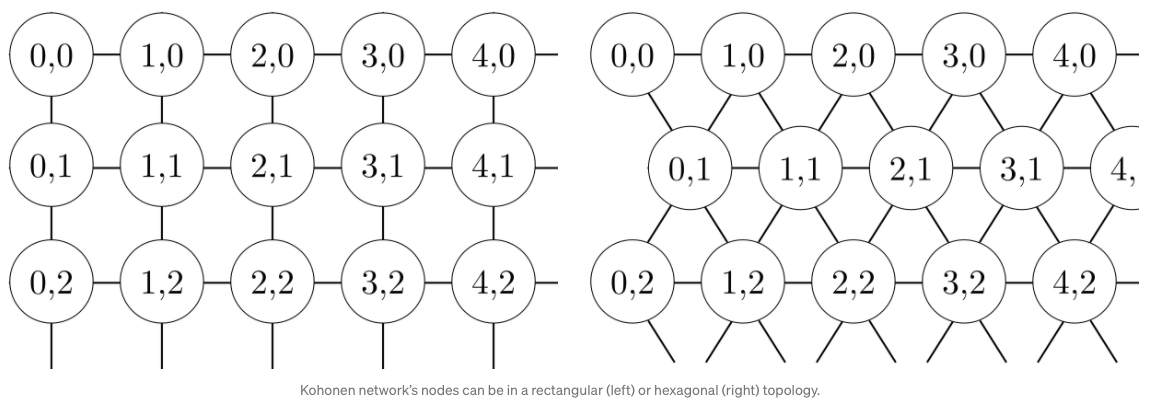 0,0 1,0 2,0 3,0 4,0 0,0 1,0 2,0 3,0 4,0
0,1 1,1 2,1 3,1 4,1 0,1 1,1 2,1 3,1 4,
0,2 1,2 2,2 3,2 4,2 0,2 1,2 2,2 3,2 4,2
Kohonen network's nodes can be in a rectangular (left) or hexagonal (right) topology.